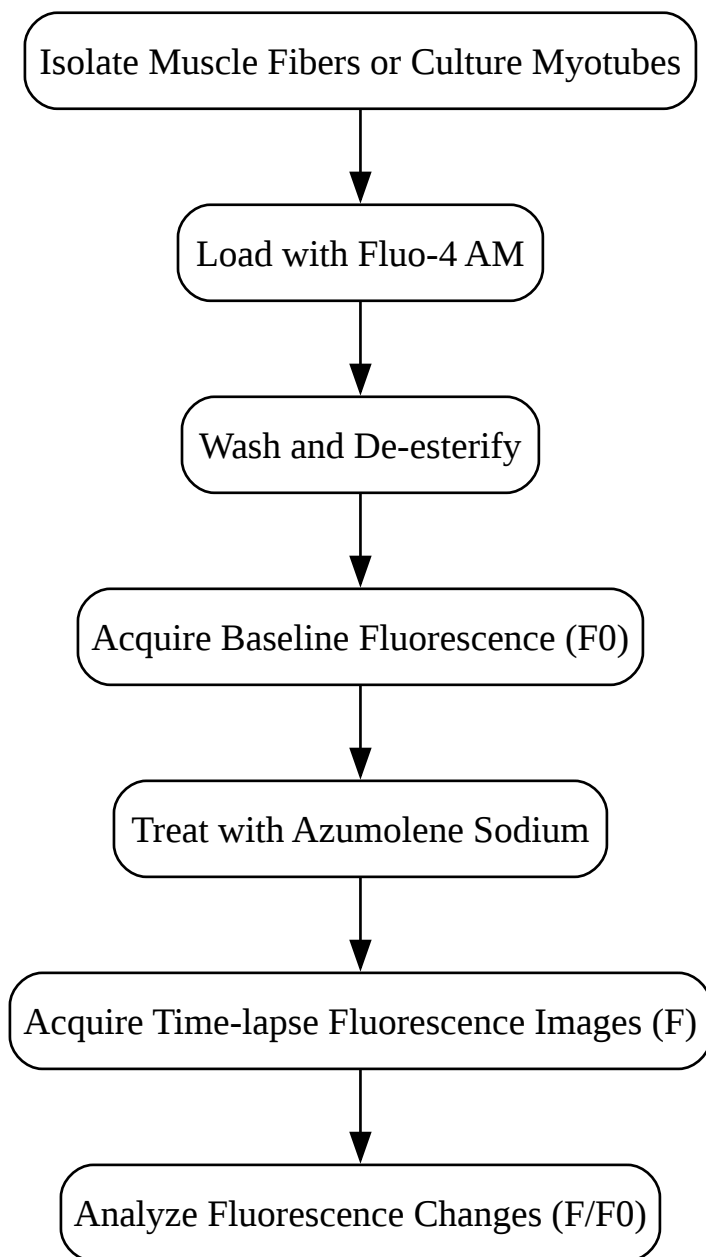 Isolate Muscle Fibers or Culture Myotubes
Load with Fluo-4 AM
Wash and De-esterify
Acquire Baseline Fluorescence (F0)
Treat with Azumolene Sodium
Acquire Time-lapse Fluorescence Images (F)
Analyze Fluorescence Changes (F/F0)